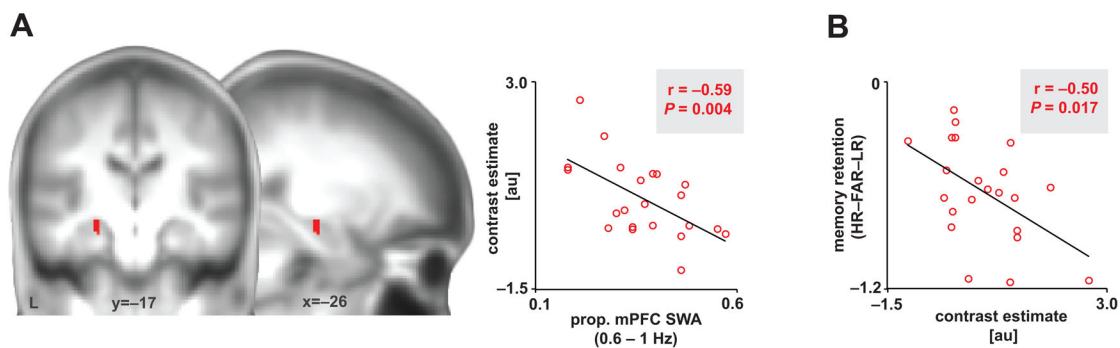 A
L
y=–17
x=–26
3.0
contrast estimate
[au]
–1.5
0.1
0.6
prop. mPFC SWA
(0.6 – 1 Hz)
r = –0.59
P = 0.004
B
0
memory retention
(HR–FAR–LR)
–1.2
–1.5
3.0
contrast estimate
[au]
r = –0.50
P = 0.017